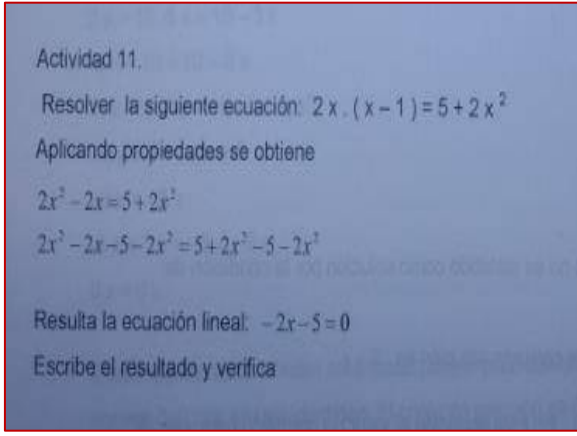 Actividad 11.
Resolver la siguiente ecuación: 2 x . ( x – 1 ) = 5 + 2 x ²
Aplicando propiedades se obtiene
2x² – 2x = 5 + 2x²
2x² – 2x – 5 – 2x² = 5 + 2x² – 5 – 2x²
Resulta la ecuación lineal: – 2x – 5 = 0
Escribe el resultado y verifica